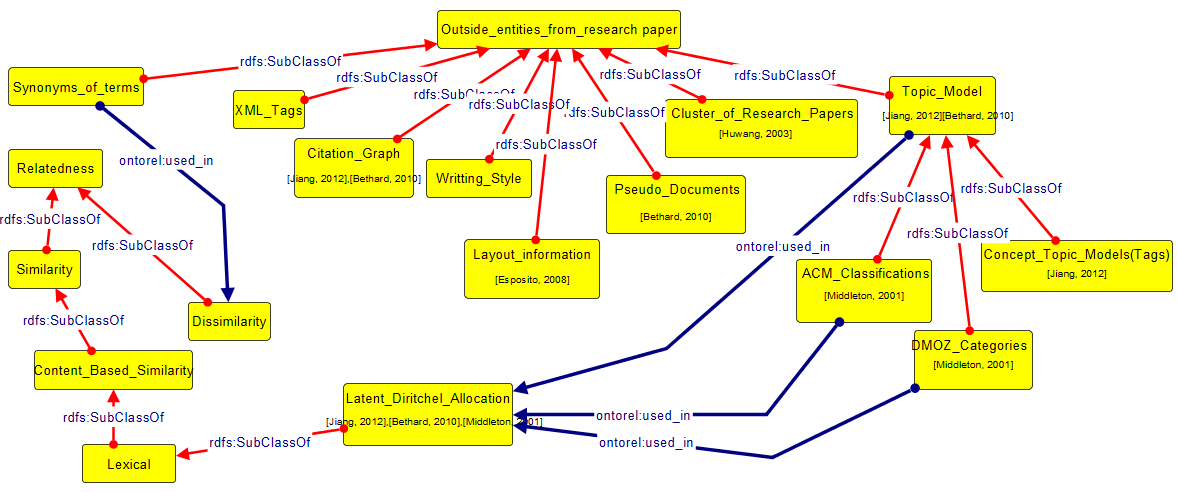 Outside_entities_from_research paper
rdfs:SubClassOf
rdfs:SubClassOf
rdfs:SubClassOf
rdfs:SubClassOf
rdfs:SubClassOf
rdfs:SubClassOf
rdfs:SubClassOf
rdfs:SubClassOf
Synonyms_of_terms
XML_Tags
Cluster_of_Research_Papers
[Huwang, 2003]
Topic_Model
[Jiang, 2012][Bethard, 2010]
Citation_Graph
[Jiang, 2012],[Bethard, 2010]
Writting_Style
Pseudo_Documents
[Bethard, 2010]
ontorel:used_in
Relatedness
rdfs:SubClassOf
rdfs:SubClassOf
rdfs:SubClassOf
rdfs:SubClassOf
rdfs:SubClassOf
ontorel:used_in
Similarity
Layout_information
[Esposito, 2008]
ACM_Classifications
[Middleton, 2001]
Concept_Topic_Models(Tags)
[Jiang, 2012]
rdfs:SubClassOf
Dissimilarity
DMOZ_Categories
[Middleton, 2001]
Content_Based_Similarity
Latent_Diritchel_Allocation
[Jiang, 2012],[Bethard, 2010],[Middleton, 2001]
rdfs:SubClassOf
ontorel:used_in
rdfs:SubClassOf
ontorel:used_in
Lexical